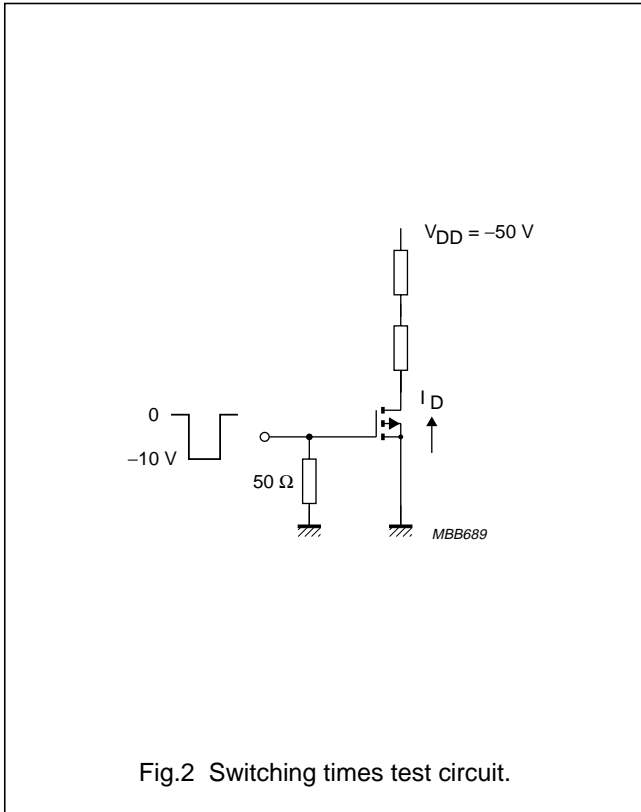 V_DD = −50 V
I_D
0
−10 V
50 Ω
MBB689
Fig.2 Switching times test circuit.